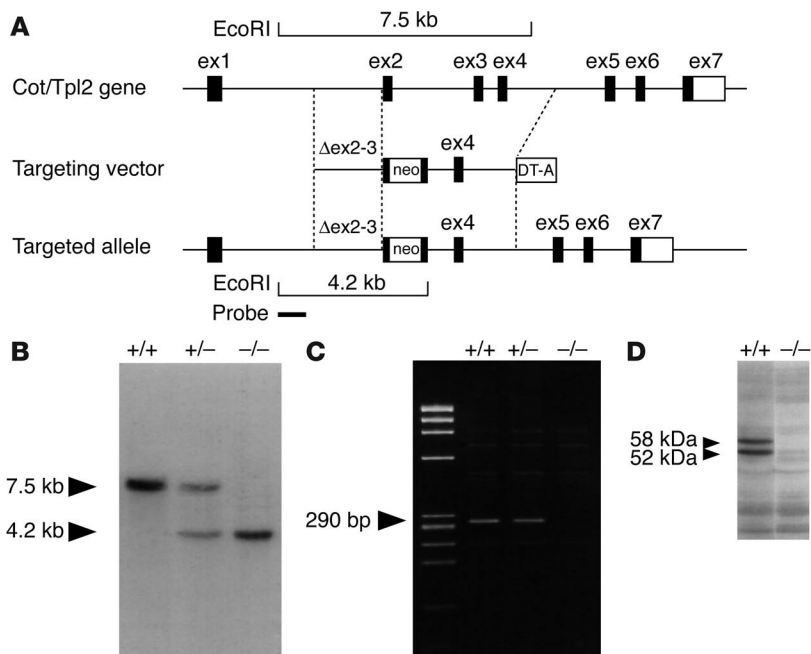 A
EcoRI
7.5 kb
ex1 ex2 ex3 ex4 ex5 ex6 ex7
Cot/Tpl2 gene
Δex2-3 ex4
Targeting vector
neo
DT-A
Δex2-3 ex4 ex5 ex6 ex7
Targeted allele
neo
EcoRI
4.2 kb
Probe
B
+/+ +/– –/–
7.5 kb
4.2 kb
C
+/+ +/– –/–
290 bp
D
+/+ –/–
58 kDa
52 kDa